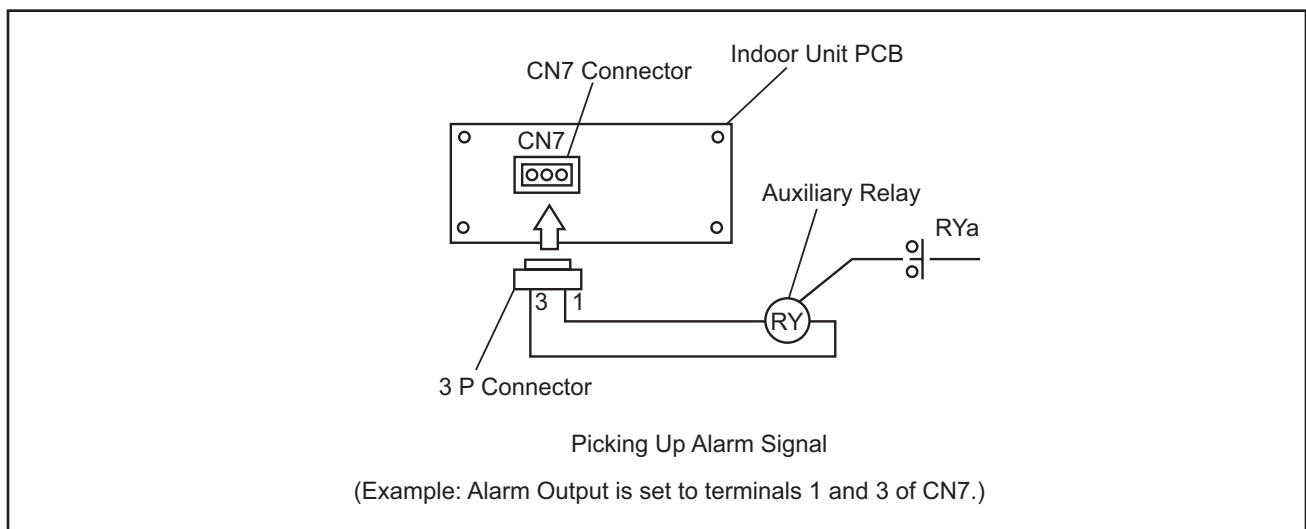 Indoor Unit PCB
CN7 Connector
CN7
Auxiliary Relay
RYa
3 1
RY
3 P Connector
Picking Up Alarm Signal
(Example: Alarm Output is set to terminals 1 and 3 of CN7.)